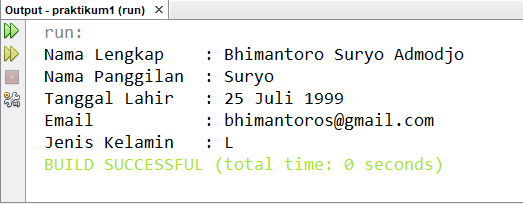 Output - praktikum1 (run)
run:
Nama Lengkap : Bhimantoro Suryo Admodjo
Nama Panggilan : Suryo
Tanggal Lahir : 25 Juli 1999
Email : bhimantoros@gmail.com
Jenis Kelamin : L
BUILD SUCCESSFUL (total time: 0 seconds)